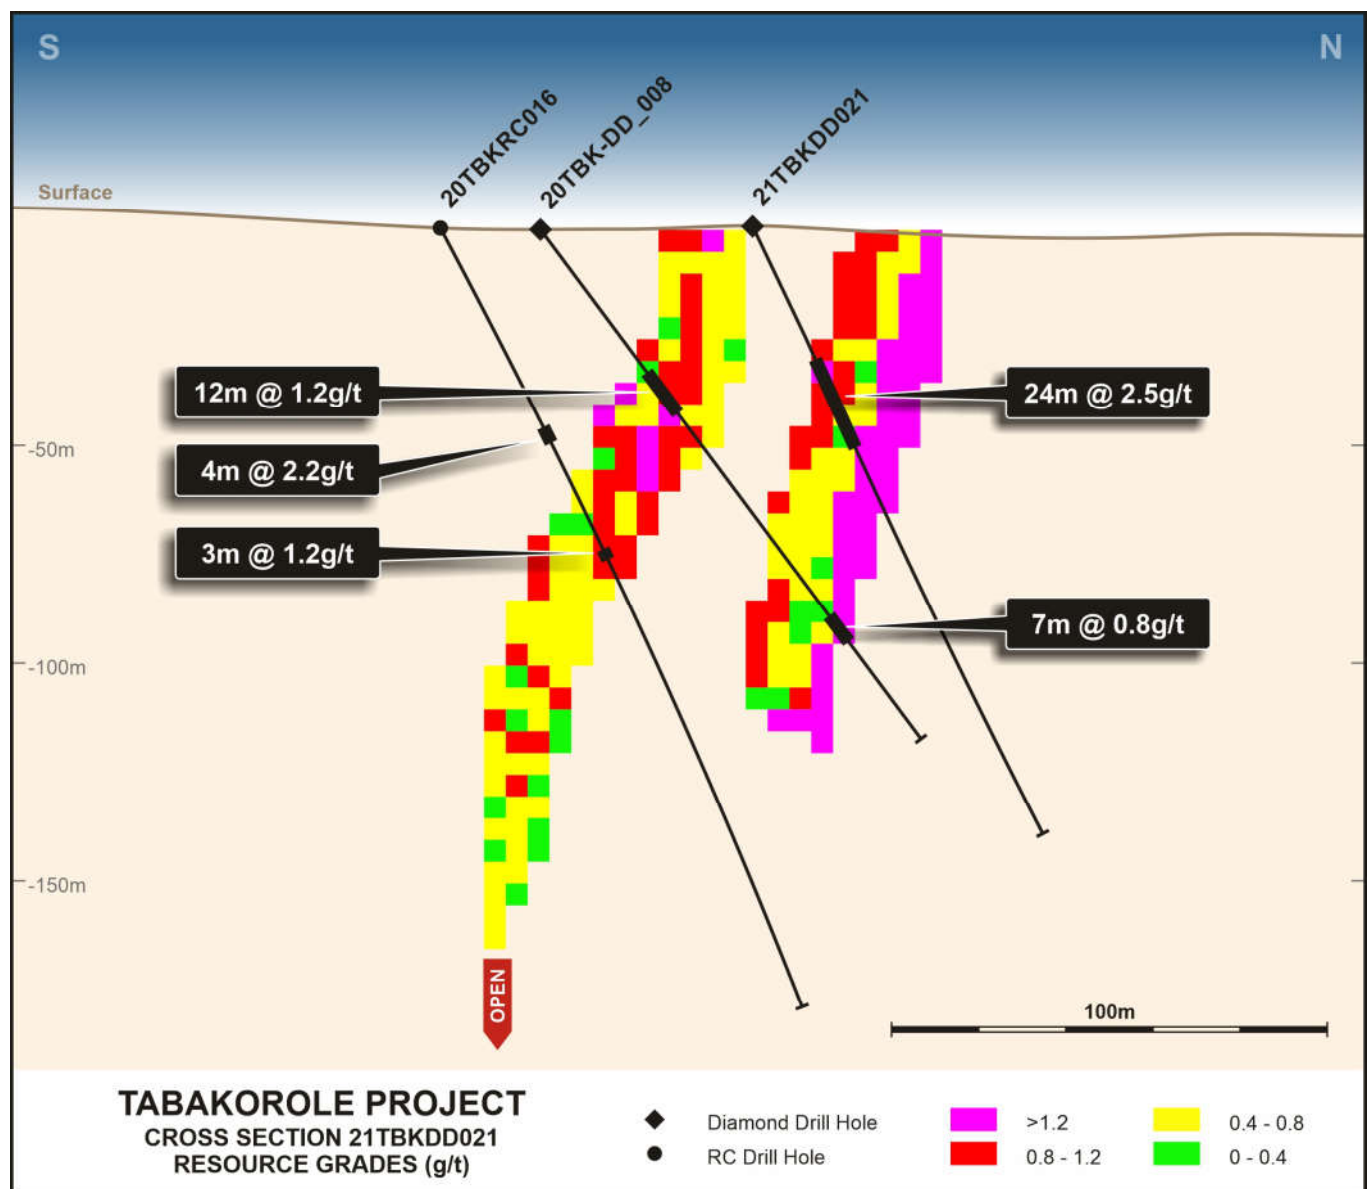 S
N
20TBKRC016
20TBK-DD_008
21TBKDD021
Surface
12m @ 1.2g/t
24m @ 2.5g/t
-50m
4m @ 2.2g/t
3m @ 1.2g/t
7m @ 0.8g/t
-100m
-150m
OPEN
100m
TABAKOROLE PROJECT
CROSS SECTION 21TBKDD021
RESOURCE GRADES (g/t)
Diamond Drill Hole
RC Drill Hole
>1.2
0.8 - 1.2
0.4 - 0.8
0 - 0.4